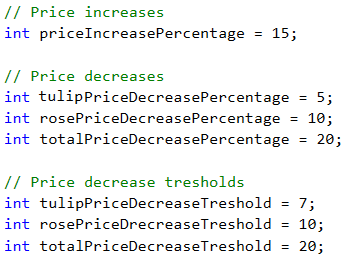 // Price increases
int priceIncreasePercentage = 15;
// Price decreases
int tulipPriceDecreasePercentage = 5;
int rosePriceDecreasePercentage = 10;
int totalPriceDecreasePercentage = 20;
// Price decrease tresholds
int tulipPriceDecreaseTreshold = 7;
int rosePriceDrecreaseTreshold = 10;
int totalPriceDecreaseTreshold = 20;